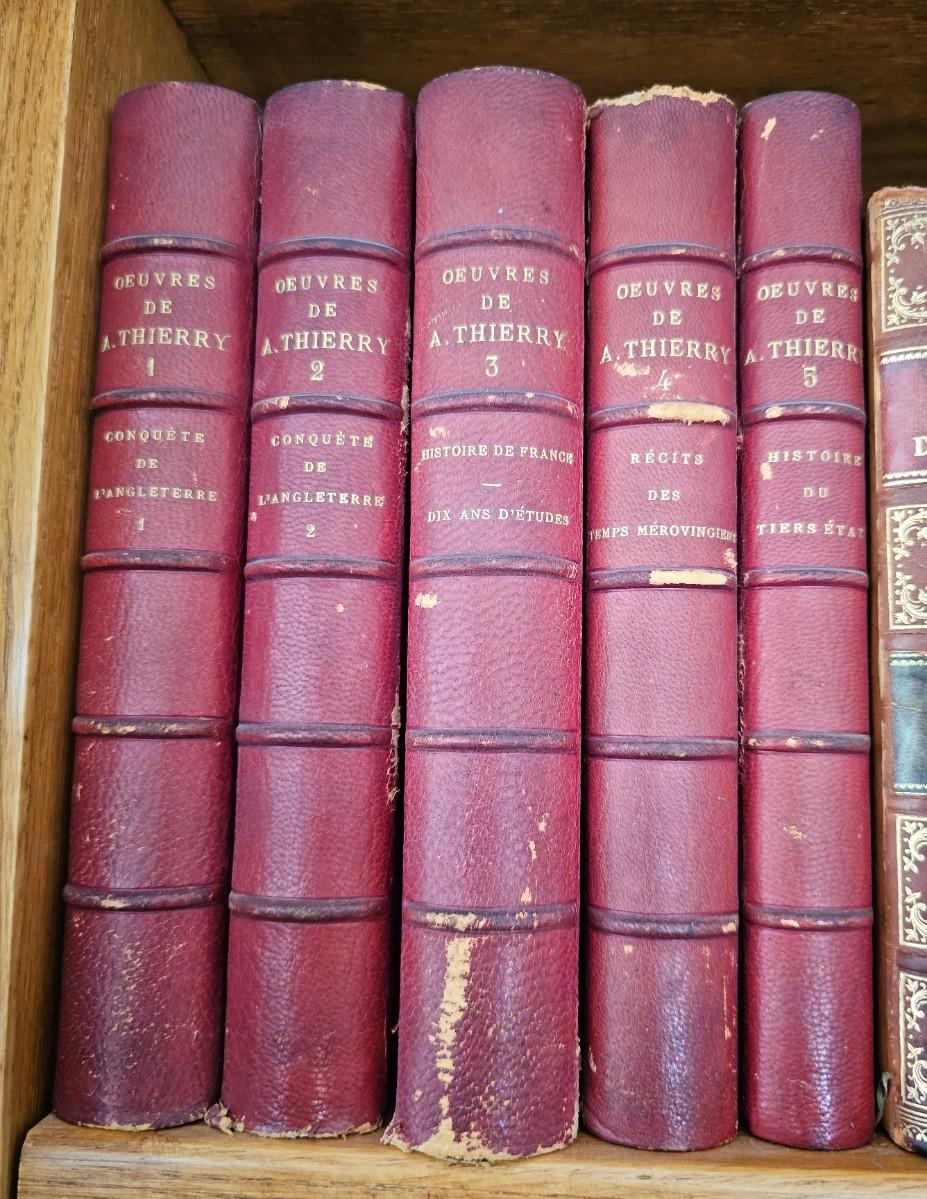 OEUVRES
DE
A. THIERRY
1
CONQUÈTE
DE
L'ANGLETERRE
1
OEUVRES
DE
A. THIERRY
2
CONQUÈTE
DE
L'ANGLETERRE
2
OEUVRES
DE
A. THIERRY
3
HISTOIRE DE FRANCE
—
DIX ANS D'ÉTUDES
OEUVRES
DE
A. THIERRY
4
RÉCITS
DES
TEMPS MÉROVINGIENS
OEUVRES
DE
A. THIERRY
5
HISTOIRE
DU
TIERS ÉTAT
D